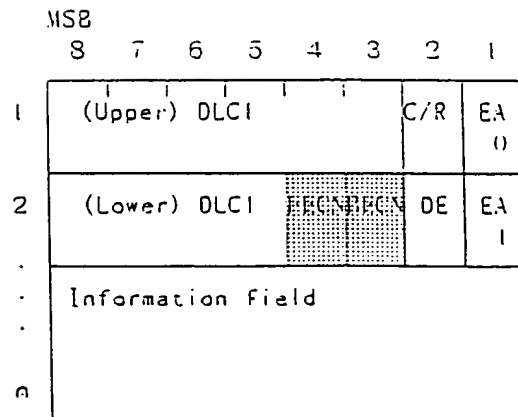 MSB
8 7 6 5 4 3 2 1
1 (Upper) DLCI C/R EA 0
2 (Lower) DLCI FECN BECN DE EA 1
Information Field
n